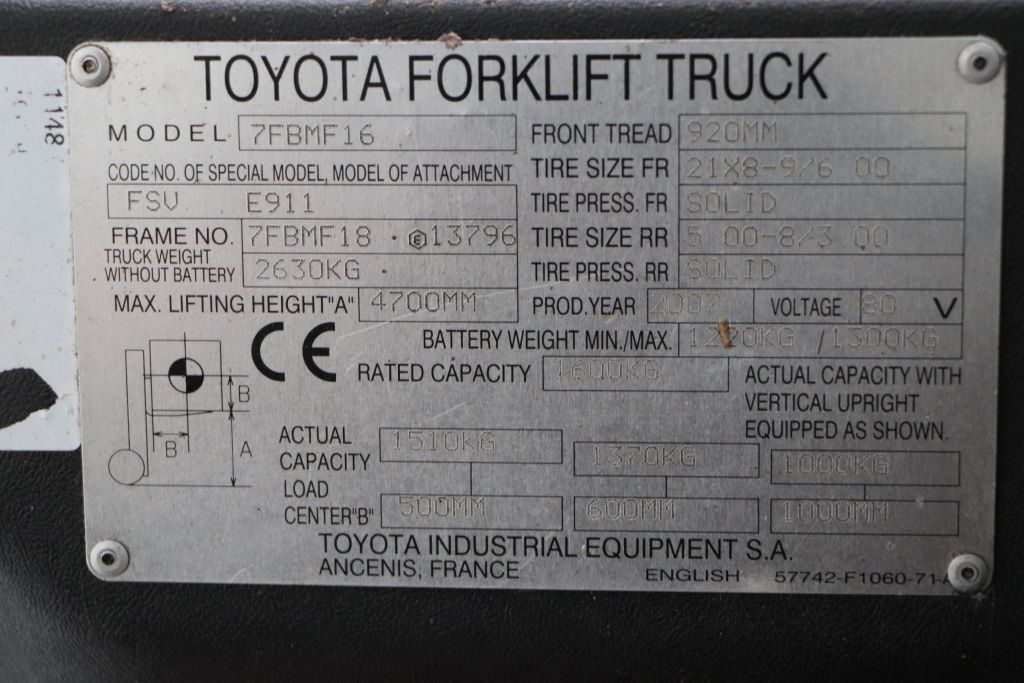 1148
TOYOTA FORKLIFT TRUCK
MODEL 7FBMF16
CODE NO. OF SPECIAL MODEL, MODEL OF ATTACHMENT
FSV E911
FRAME NO. 7FBMF18 E13796
TRUCK WEIGHT WITHOUT BATTERY 2630KG
MAX. LIFTING HEIGHT"A" 4700MM
FRONT TREAD 920MM
TIRE SIZE FR 21X8-9/6 00
TIRE PRESS. FR SOLID
TIRE SIZE RR 5 00-8/3 00
TIRE PRESS. RR SOLID
PROD.YEAR 2007 VOLTAGE 80 V
BATTERY WEIGHT MIN./MAX. 1220KG /1300KG
CE RATED CAPACITY 1600KG
ACTUAL CAPACITY WITH
VERTICAL UPRIGHT
EQUIPPED AS SHOWN.
B
B
A
ACTUAL CAPACITY 1510KG 1370KG 1000KG
LOAD CENTER"B" 500MM 600MM 1000MM
TOYOTA INDUSTRIAL EQUIPMENT S.A.
ANCENIS, FRANCE
ENGLISH 57742-F1060-71-A